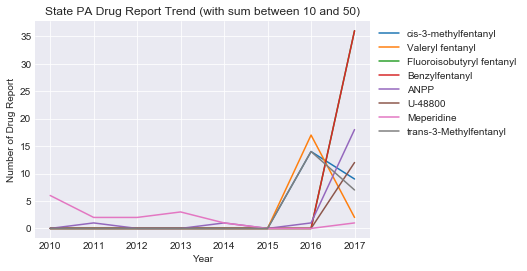 State PA Drug Report Trend (with sum between 10 and 50)
Number of Drug Report
35
30
25
20
15
10
5
0
2010 2011 2012 2013 2014 2015 2016 2017
Year
cis-3-methylfentanyl
Valeryl fentanyl
Fluoroisobutyryl fentanyl
Benzylfentanyl
ANPP
U-48800
Meperidine
trans-3-Methylfentanyl